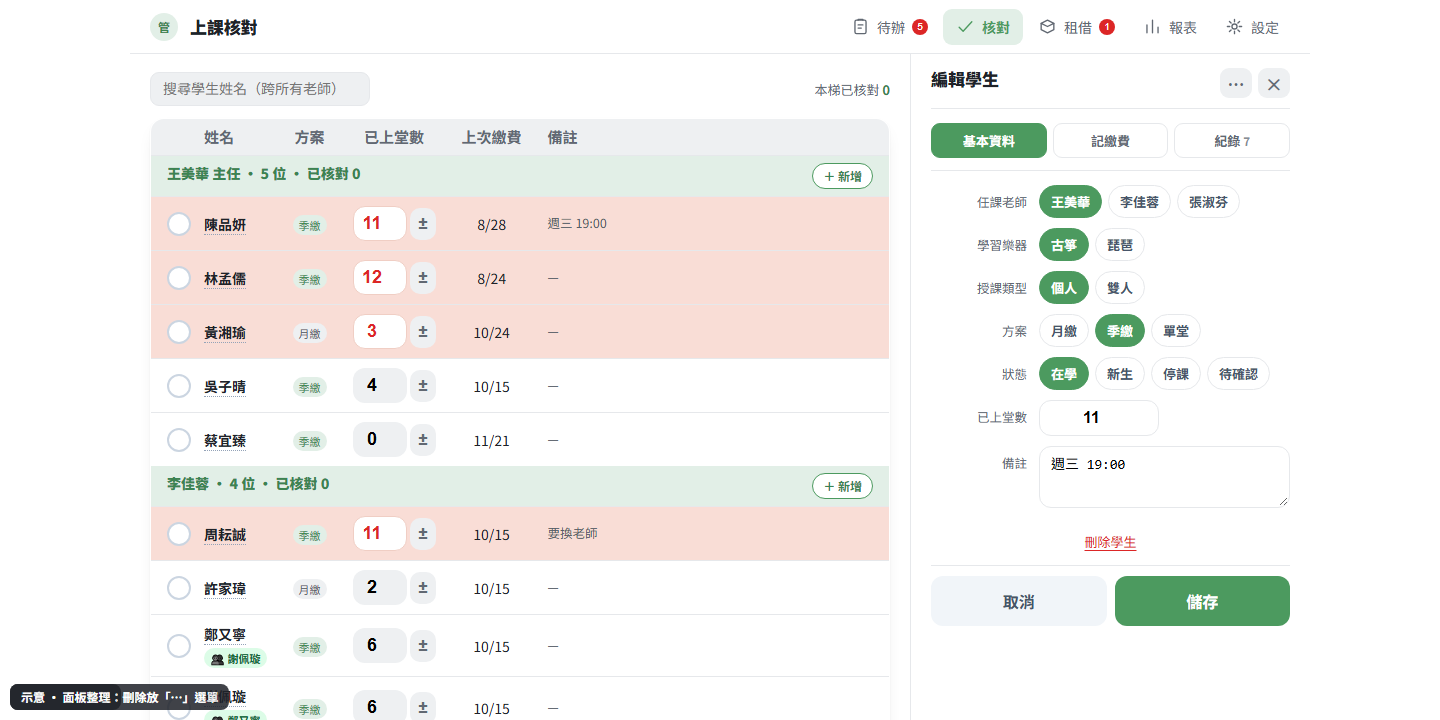 管 上課核對
待辦 5 核對 租借 1 報表 設定
搜尋學生姓名（跨所有老師）
本梯已核對 0
姓名 方案 已上堂數 上次繳費 備註
王美華 主任 · 5 位 · 已核對 0
＋ 新增
陳品妍 季繳 11 ± 8/28 週三 19:00
林孟儒 季繳 12 ± 8/24 —
黃湘瑜 月繳 3 ± 10/24 —
吳子晴 季繳 4 ± 10/15 —
蔡宜臻 季繳 0 ± 11/21 —
李佳蓉 · 4 位 · 已核對 0
＋ 新增
周耘誠 季繳 11 ± 10/15 要換老師
許家瑋 月繳 2 ± 10/15 —
鄭又寧 季繳 6 ± 10/15 —
謝佩璇
璇 季繳 6 ± 10/15 —
鄭又寧
示意 · 面板整理：刪除放「⋯」選單
編輯學生
⋯ ×
基本資料 記繳費 紀錄 7
任課老師 王美華 李佳蓉 張淑芬
學習樂器 古箏 琵琶
授課類型 個人 雙人
方案 月繳 季繳 單堂
狀態 在學 新生 停課 待確認
已上堂數 11
備註 週三 19:00
刪除學生
取消 儲存